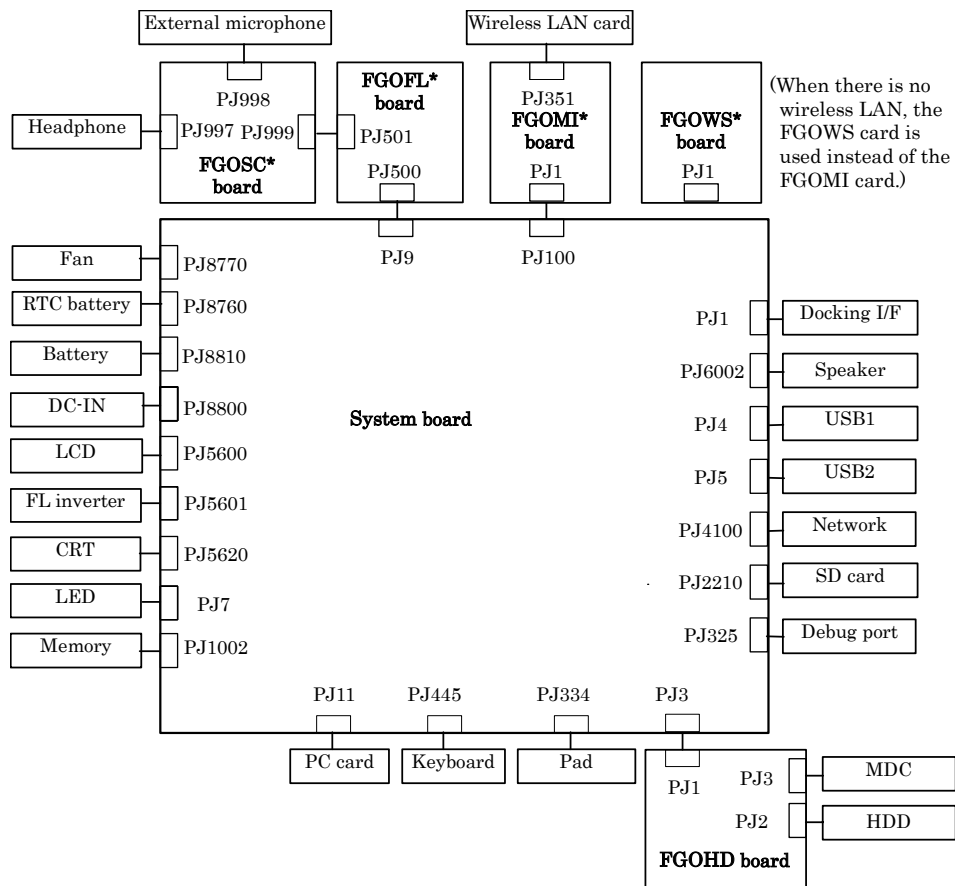 External microphone
Wireless LAN card
PJ998
FGOFL*
board
PJ351
FGOMI*
board
FGOWS*
board
(When there is no
wireless LAN, the
FGOWS card is
used instead of the
FGOMI card.)
Headphone
PJ997
PJ999
PJ501
FGOSC*
board
PJ500
PJ1
PJ1
PJ9
PJ100
Fan
PJ8770
RTC battery
PJ8760
Battery
PJ8810
DC-IN
PJ8800
LCD
PJ5600
FL inverter
PJ5601
CRT
PJ5620
LED
PJ7
Memory
PJ1002
System board
PJ1
Docking I/F
PJ6002
Speaker
PJ4
USB1
PJ5
USB2
PJ4100
Network
PJ2210
SD card
PJ325
Debug port
PJ11
PJ445
PJ334
PJ3
PC card
Keyboard
Pad
PJ1
PJ3
MDC
PJ2
HDD
FGOHD board